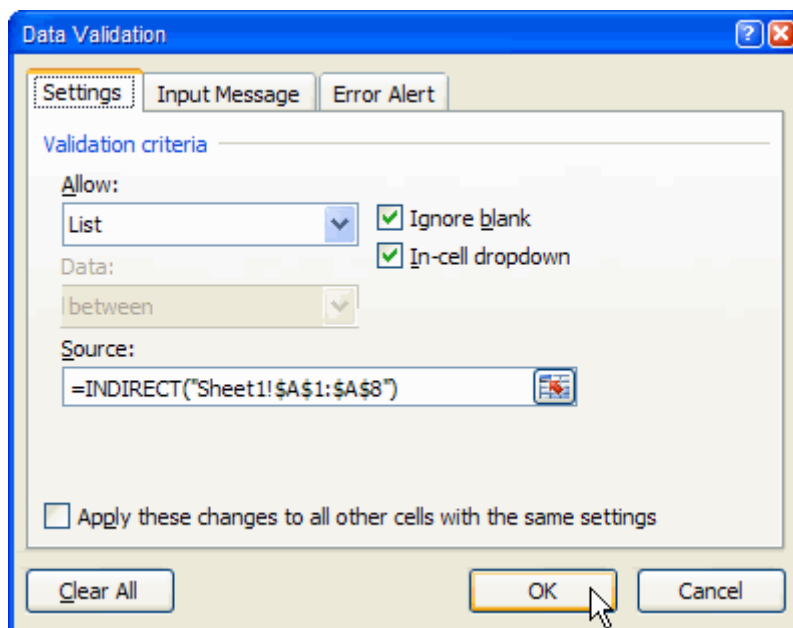 Data Validation
Settings Input Message Error Alert
Validation criteria
Allow:
List
Ignore blank
In-cell dropdown
Data:
between
Source:
=INDIRECT("Sheet1!$A$1:$A$8")
Apply these changes to all other cells with the same settings
Clear All OK Cancel